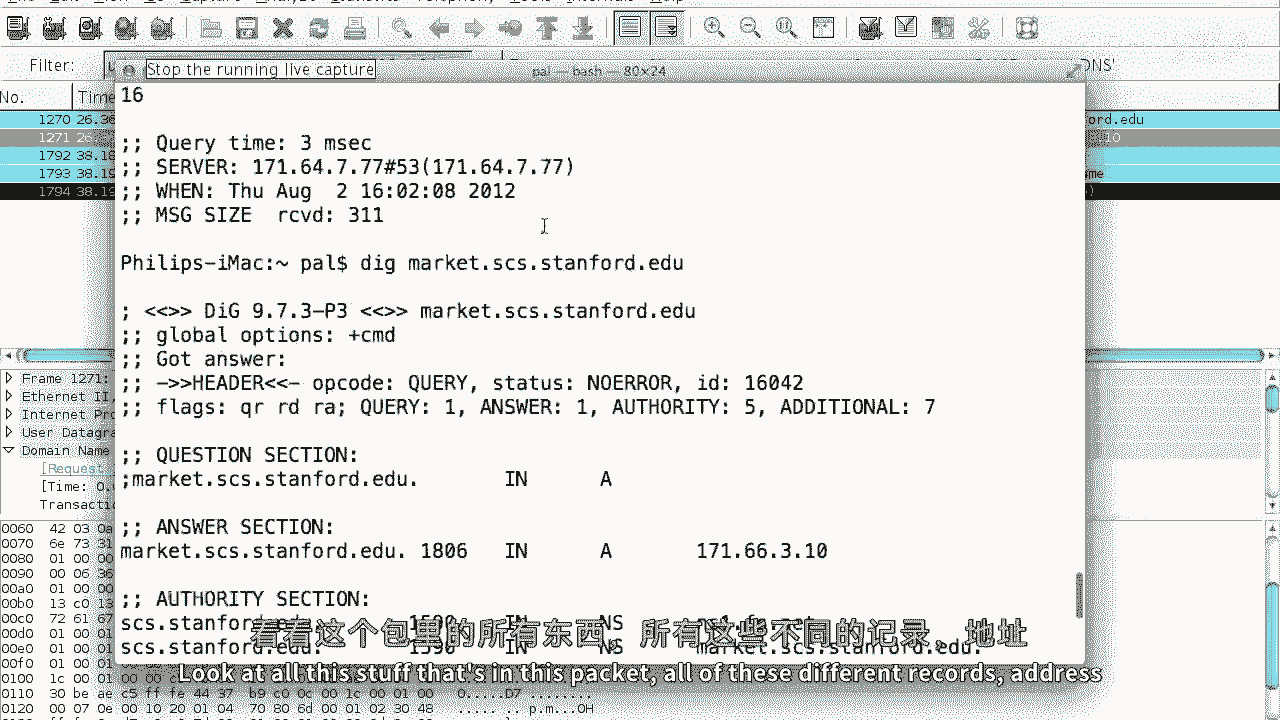 Filter:
Stop the running live capture
pal — bash — 80×24
ONS'
No.
Time
1270 26.36
ord.edu
1271 26.
10
1792 38.18
1793 38.19
me
1794 38.19
16
;; Query time: 3 msec
;; SERVER: 171.64.7.77#53(171.64.7.77)
;; WHEN: Thu Aug  2 16:02:08 2012
;; MSG SIZE  rcvd: 311
Philips-iMac:~ pal$ dig market.scs.stanford.edu
; <<>> DiG 9.7.3-P3 <<>> market.scs.stanford.edu
;; global options: +cmd
;; Got answer:
;; ->>HEADER<<- opcode: QUERY, status: NOERROR, id: 16042
;; flags: qr rd ra; QUERY: 1, ANSWER: 1, AUTHORITY: 5, ADDITIONAL: 7
;; QUESTION SECTION:
;market.scs.stanford.edu. IN A
;; ANSWER SECTION:
market.scs.stanford.edu. 1806 IN A 171.66.3.10
;; AUTHORITY SECTION:
scs.stanford.edu. 1590 IN NS
scs.stanford.edu. 1590 IN NS market.scs.stanford.edu.
Frame 1271:
Ethernet II
Internet Pro
User Datagra
Domain Name
[Request
[Time: 0.
Transactio
0060 42 03 0a
0070 6e 73 31
0080 01 00 00
0090 00 06 36
00a0 01 00 00
00b0 13 c0 13
00c0 72 61 67
00d0 01 00 01
00e0 00 01 00
00f0 01 00 00
0100 1c 00 01
0110 30 be ae c5 ff fe 44 37 b9 c0 0c 1c 00 01 00
0120 00 07 0e 00 10 20 01 04 70 80 6d 00 01 02 30 48
看看这个包里的所有东西，所有这些不同的记录，地址
Look at all this stuff that's in this packet, all of these different records, address